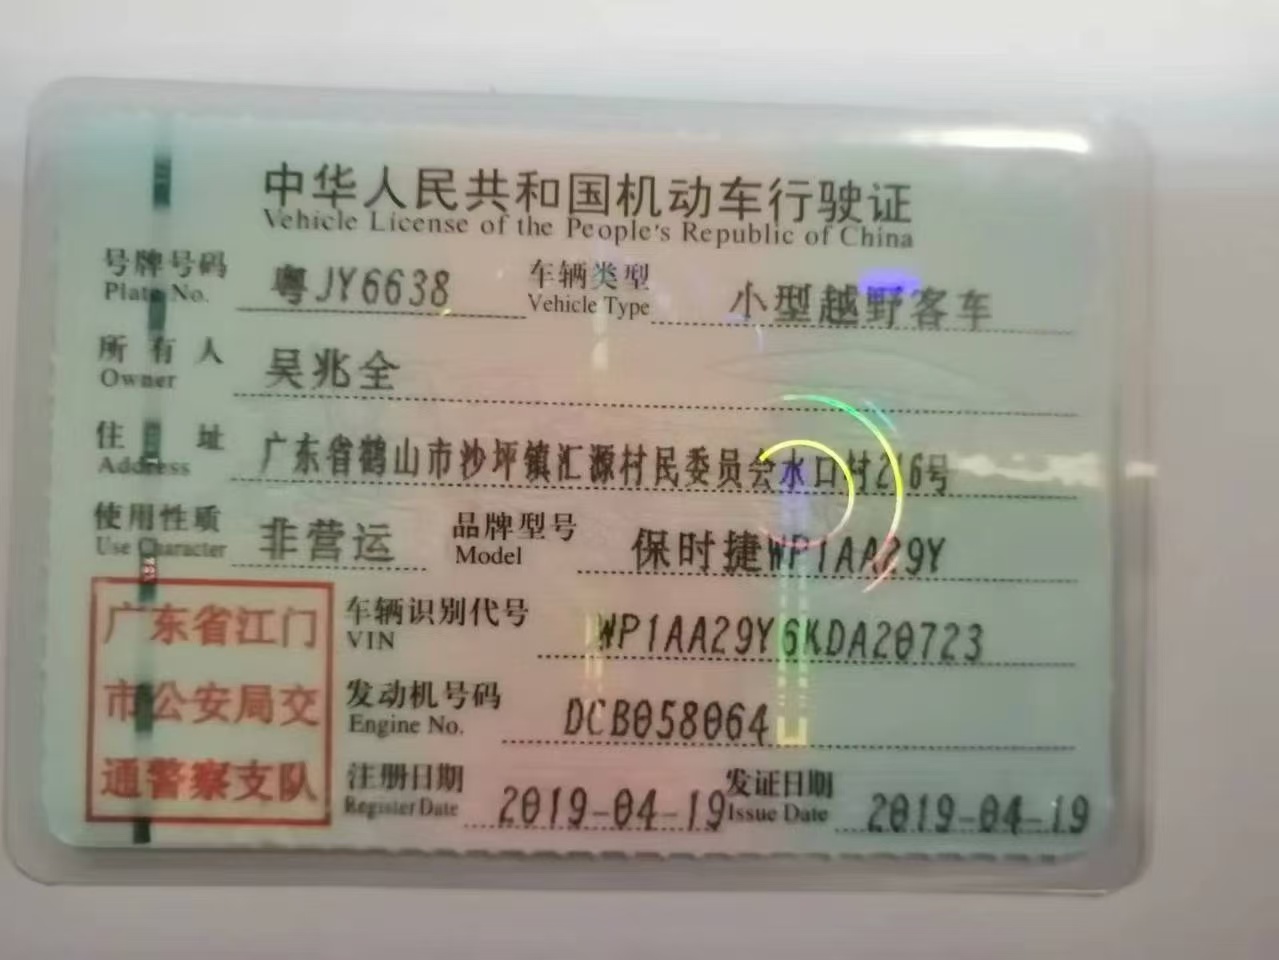 中华人民共和国机动车行驶证
Vehicle License of the People's Republic of China
号牌号码 粤JY6638 车辆类型 小型越野客车
Plate No. Vehicle Type
所有人 吴兆全
Owner
住址 广东省鹤山市沙坪镇汇源村民委员会水口村216号
Address
使用性质 非营运 品牌型号 保时捷WP1AA29Y
Use Character Model
车辆识别代号 WP1AA29Y6KDA20723
VIN
发动机号码 DCB058064
Engine No.
注册日期 2019-04-19 发证日期 2019-04-19
Register Date Issue Date
广东省江门
市公安局交
通警察支队